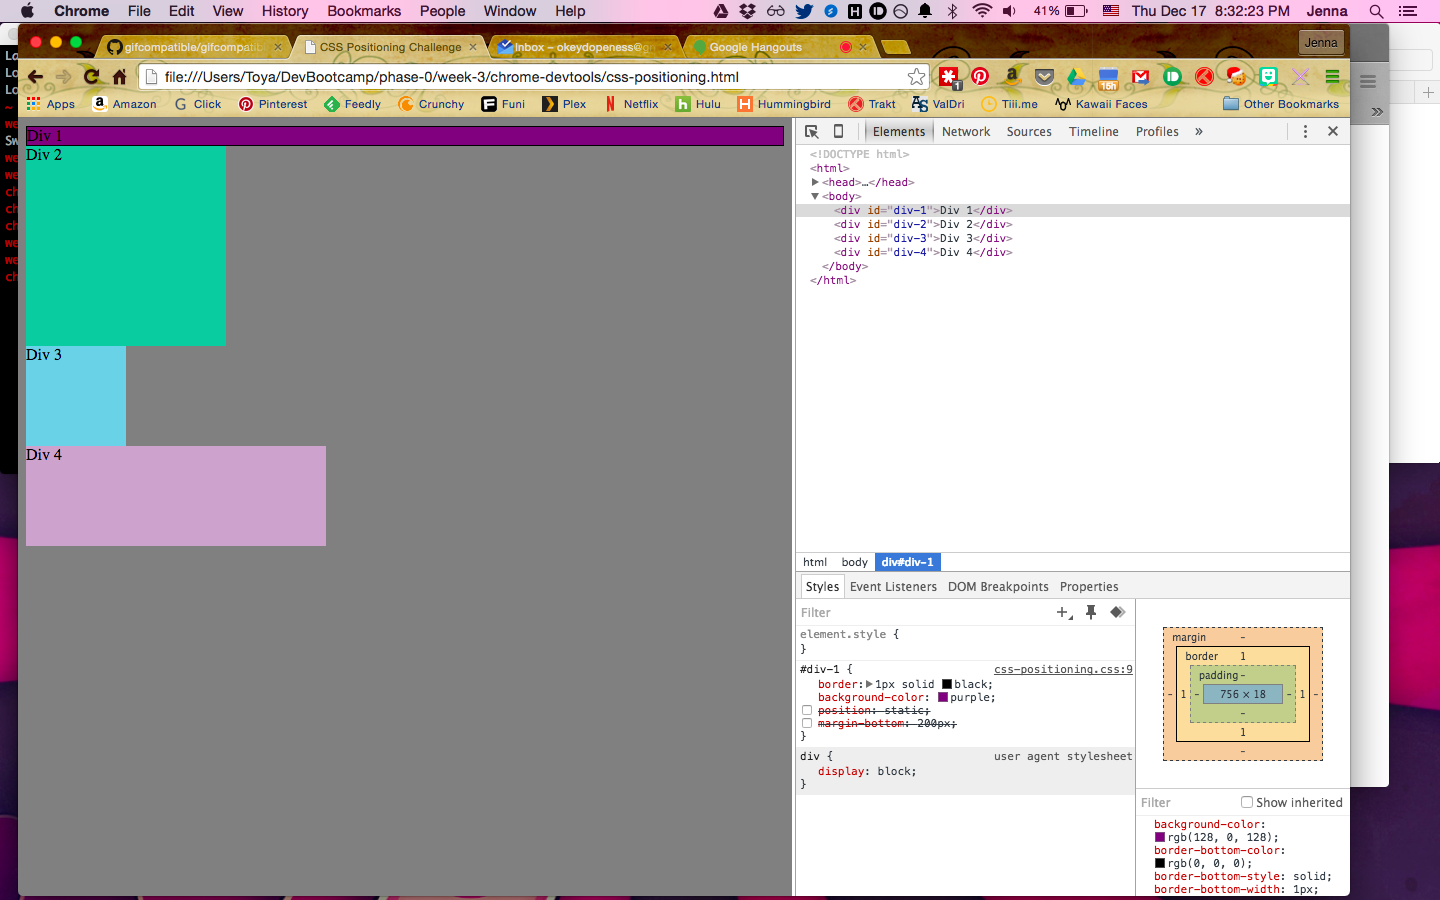 Chrome File Edit View History Bookmarks People Window Help 41% Thu Dec 17 8:32:23 PM Jenna
gifcompatible/gifcompatib CSS Positioning Challenge Inbox – okeydopeness@gm Google Hangouts Jenna
file:///Users/Toya/DevBootcamp/phase-0/week-3/chrome-devtools/css-positioning.html
Apps Amazon Click Pinterest Feedly Crunchy Funi Plex Netflix Hulu Hummingbird Trakt ValDri Tiii.me Kawaii Faces Other Bookmarks
Div 1
Div 2
Div 3
Div 4
Elements Network Sources Timeline Profiles »
<!DOCTYPE html>
<html>
<head>…</head>
<body>
<div id="div-1">Div 1</div>
<div id="div-2">Div 2</div>
<div id="div-3">Div 3</div>
<div id="div-4">Div 4</div>
</body>
</html>
html body div#div-1
Styles Event Listeners DOM Breakpoints Properties
Filter
element.style {
}
#div-1 { css-positioning.css:9
border: 1px solid black;
background-color: purple;
position: static;
margin-bottom: 200px;
}
div { user agent stylesheet
display: block;
}
margin -
border 1
padding -
- 1 - 756 × 18 - 1 -
-
1
-
Filter Show inherited
background-color:
rgb(128, 0, 128);
border-bottom-color:
rgb(0, 0, 0);
border-bottom-style: solid;
border-bottom-width: 1px;